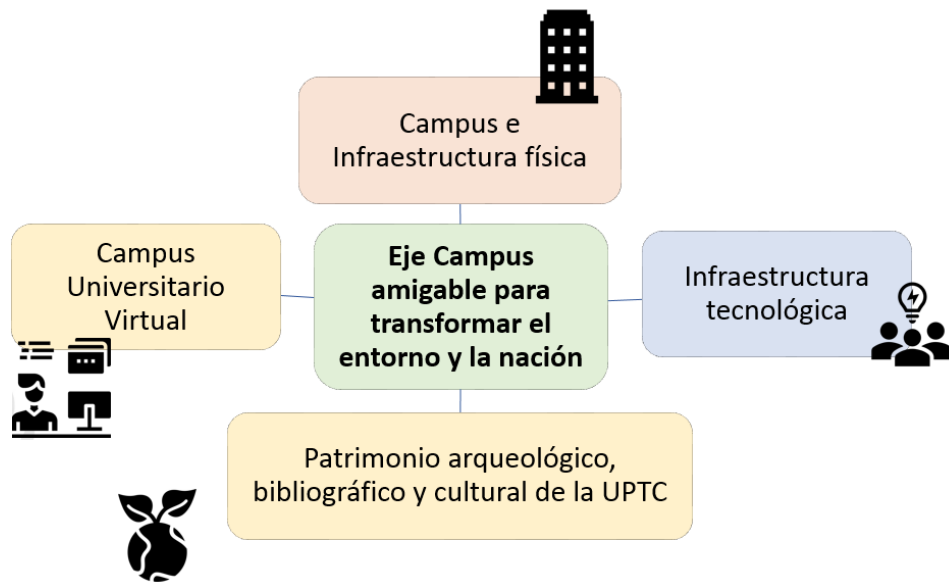 Campus e
Infraestructura física
Campus
Universitario
Virtual
Eje Campus
amigable para
transformar el
entorno y la nación
Infraestructura
tecnológica
Patrimonio arqueológico,
bibliográfico y cultural de la UPTC